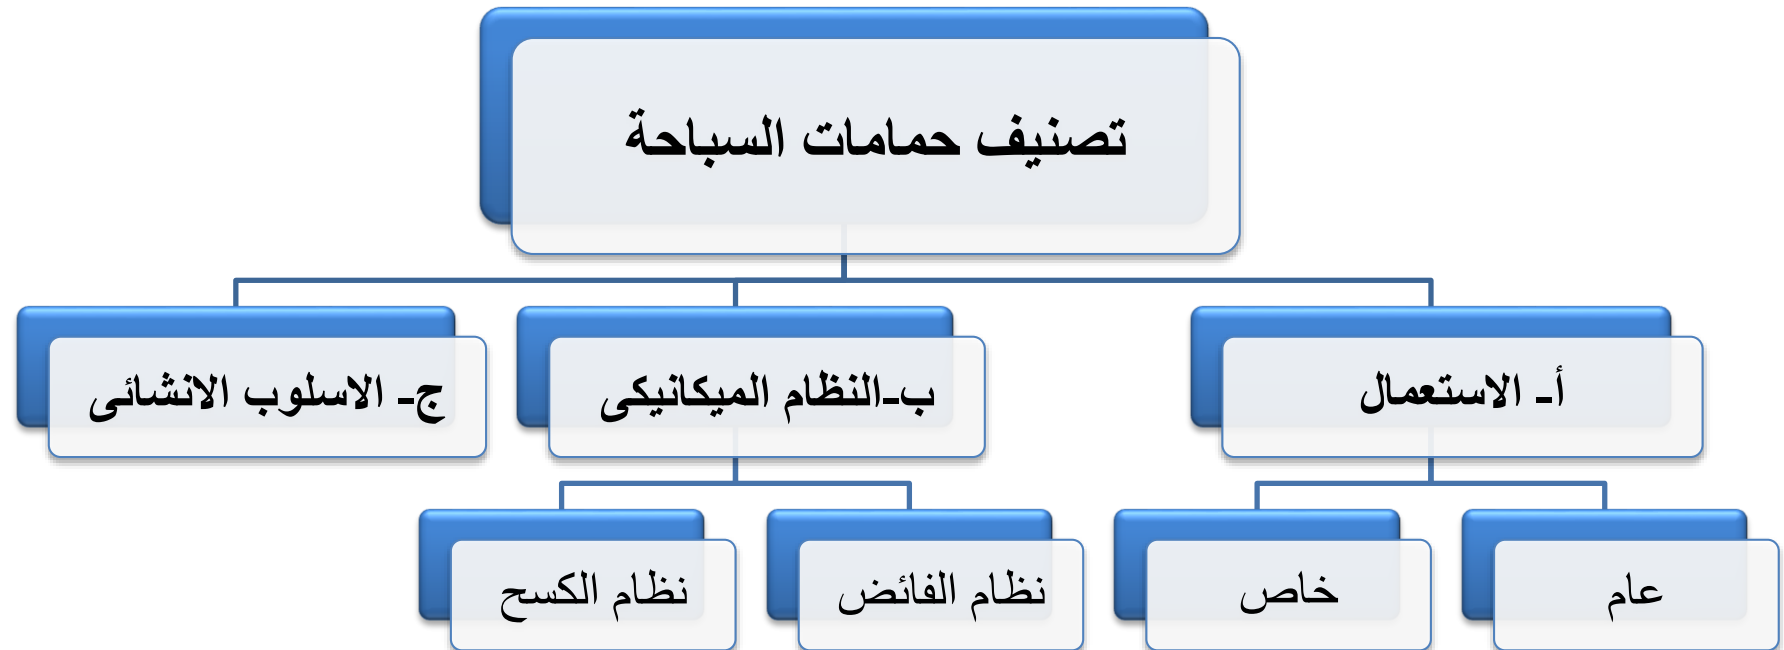 تصنيف حمامات السباحة
أ- الاستعمال
ب-النظام الميكانيكى
ج- الاسلوب الانشائى
عام
خاص
نظام الفائض
نظام الكسح